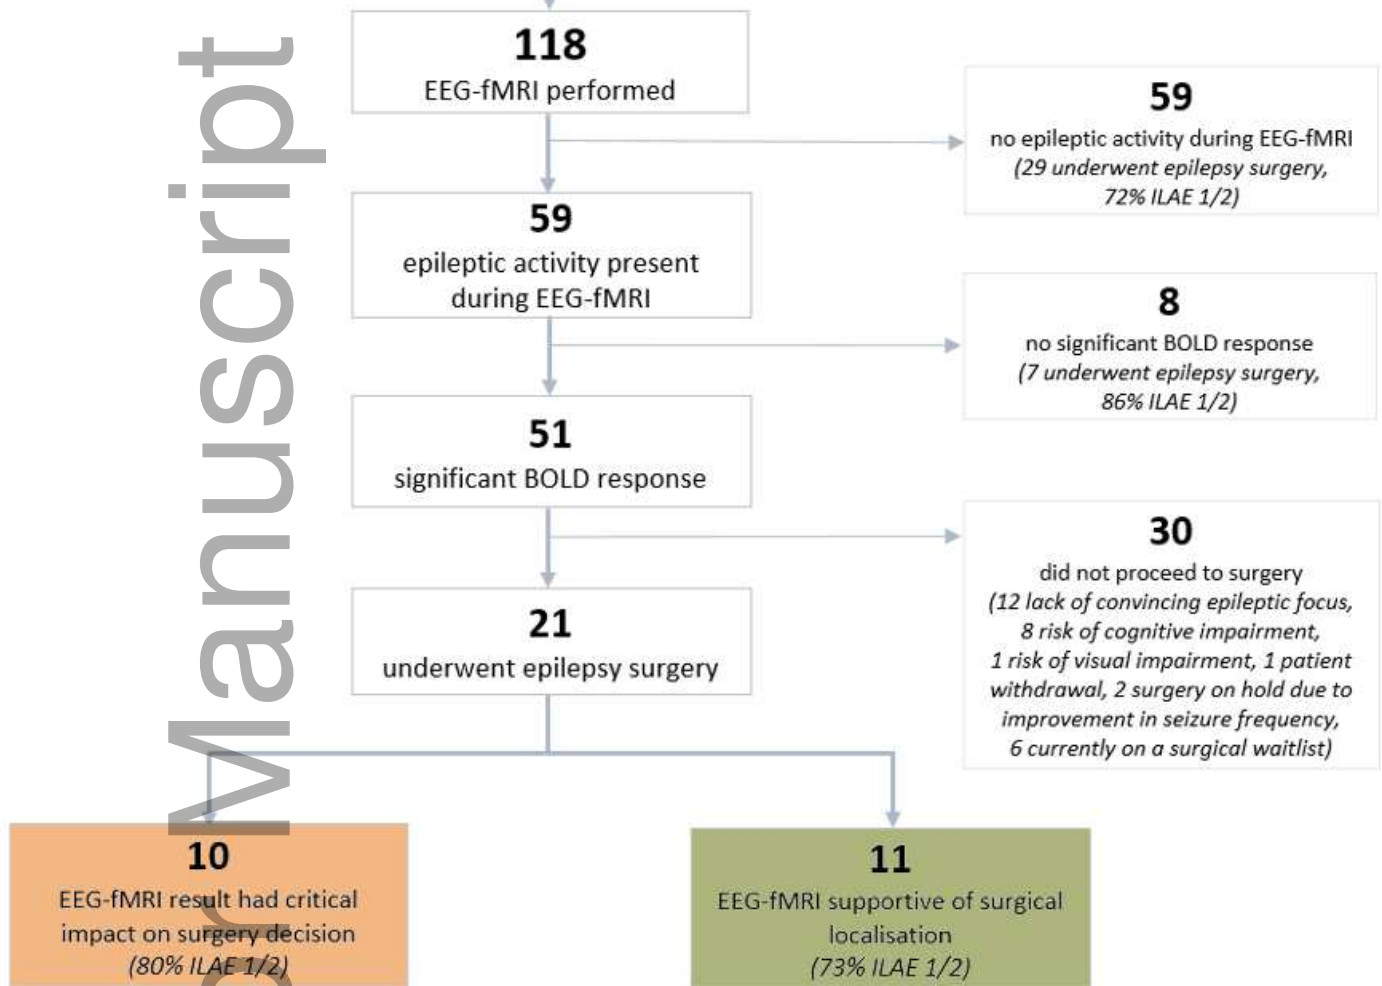 118
EEG-fMRI performed
59
no epileptic activity during EEG-fMRI
(29 underwent epilepsy surgery,
72% ILAE 1/2)
59
epileptic activity present
during EEG-fMRI
8
no significant BOLD response
(7 underwent epilepsy surgery,
86% ILAE 1/2)
51
significant BOLD response
30
did not proceed to surgery
(12 lack of convincing epileptic focus,
8 risk of cognitive impairment,
1 risk of visual impairment, 1 patient
withdrawal, 2 surgery on hold due to
improvement in seizure frequency,
6 currently on a surgical waitlist)
21
underwent epilepsy surgery
10
EEG-fMRI result had critical
impact on surgery decision
(80% ILAE 1/2)
11
EEG-fMRI supportive of surgical
localisation
(73% ILAE 1/2)
Manuscript